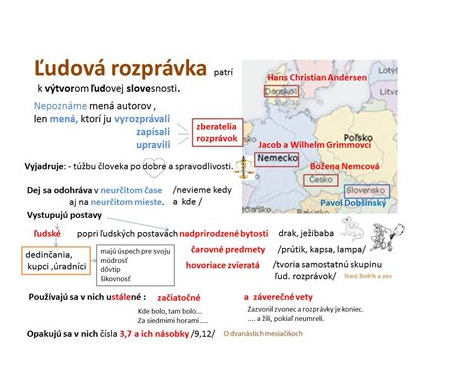 Ľudová rozprávka patrí
k výtvorom ľudovej slovesnosti.
Nepoznáme mená autorov ,
len mená, ktorí ju vyrozprávali
zapísali
upravili
zberatelia
rozprávok
Hans Christian Andersen
Dánsko
Jacob a Wilhelm Grimmovci
Poľsko
Nemecko
Božena Nemcová
Česko
Slovensko
Pavol Dobšinský
Vyjadruje: - túžbu človeka po dobre a spravodlivosti.
Dej sa odohráva v neurčitom čase /nevieme kedy
aj na neurčitom mieste. a kde /
Vystupujú postavy
ľudské popri ľudských postavách nadprirodzené bytosti drak, ježibaba
dedinčania,
kupci ,úradníci
majú úspech pre svoju
múdrosť
dôvtip
šikovnosť
čarovné predmety /prútik, kapsa, lampa/
hovoriace zvieratá /tvoria samostatnú skupinu
ľud. rozprávok/ Starý Bodrík a pes
Používajú sa v nich ustálené : začiatočné a záverečné vety
Kde bolo, tam bolo...
Za siedmimi horami....
Zazvonil zvonec a rozprávky je koniec.
.... a žili, pokiaľ neumreli.
Opakujú sa v nich čísla 3,7 a ich násobky /9,12/ O dvanástich mesiačikoch